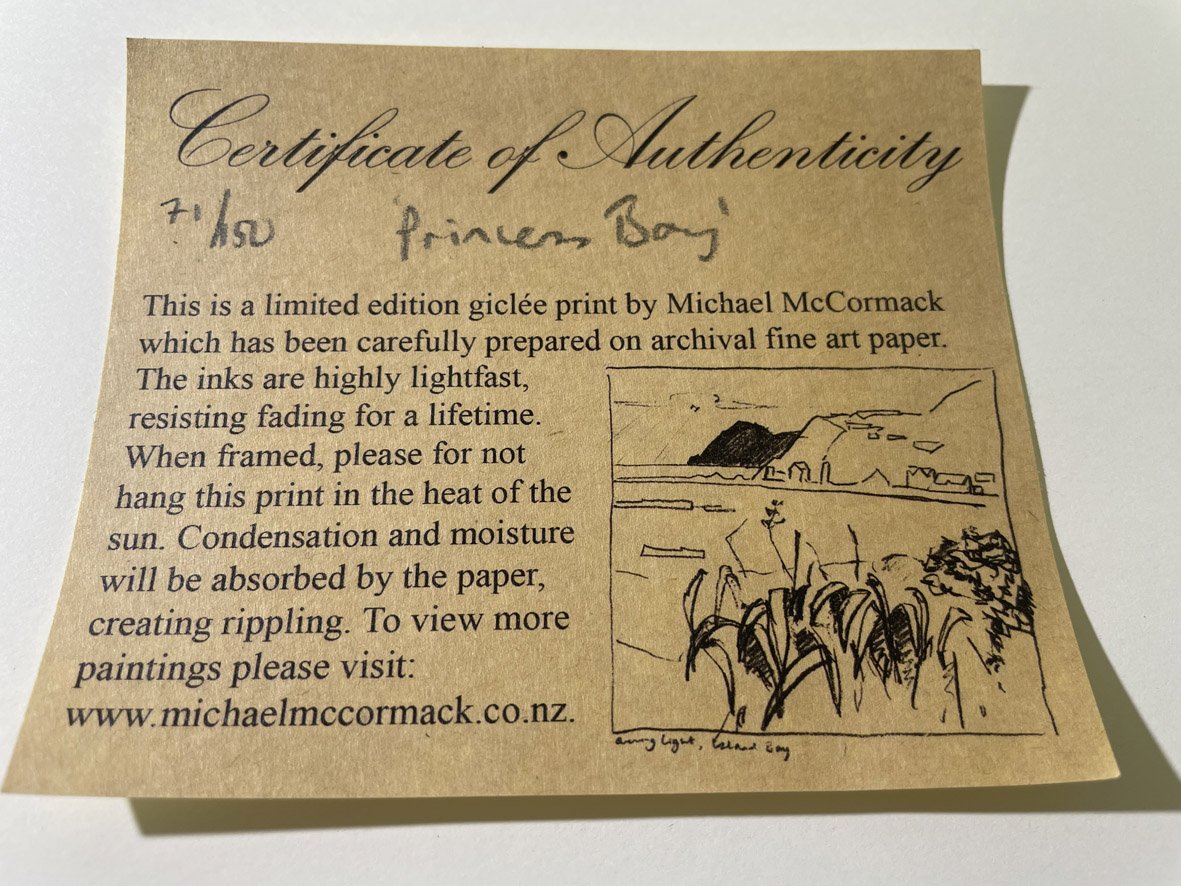 Certificate of Authenticity
71/150 'Princess Bay'
This is a limited edition giclée print by Michael McCormack
which has been carefully prepared on archival fine art paper.
The inks are highly lightfast,
resisting fading for a lifetime.
When framed, please for not
hang this print in the heat of the
sun. Condensation and moisture
will be absorbed by the paper,
creating rippling. To view more
paintings please visit:
www.michaelmccormack.co.nz.
light, Island Bay